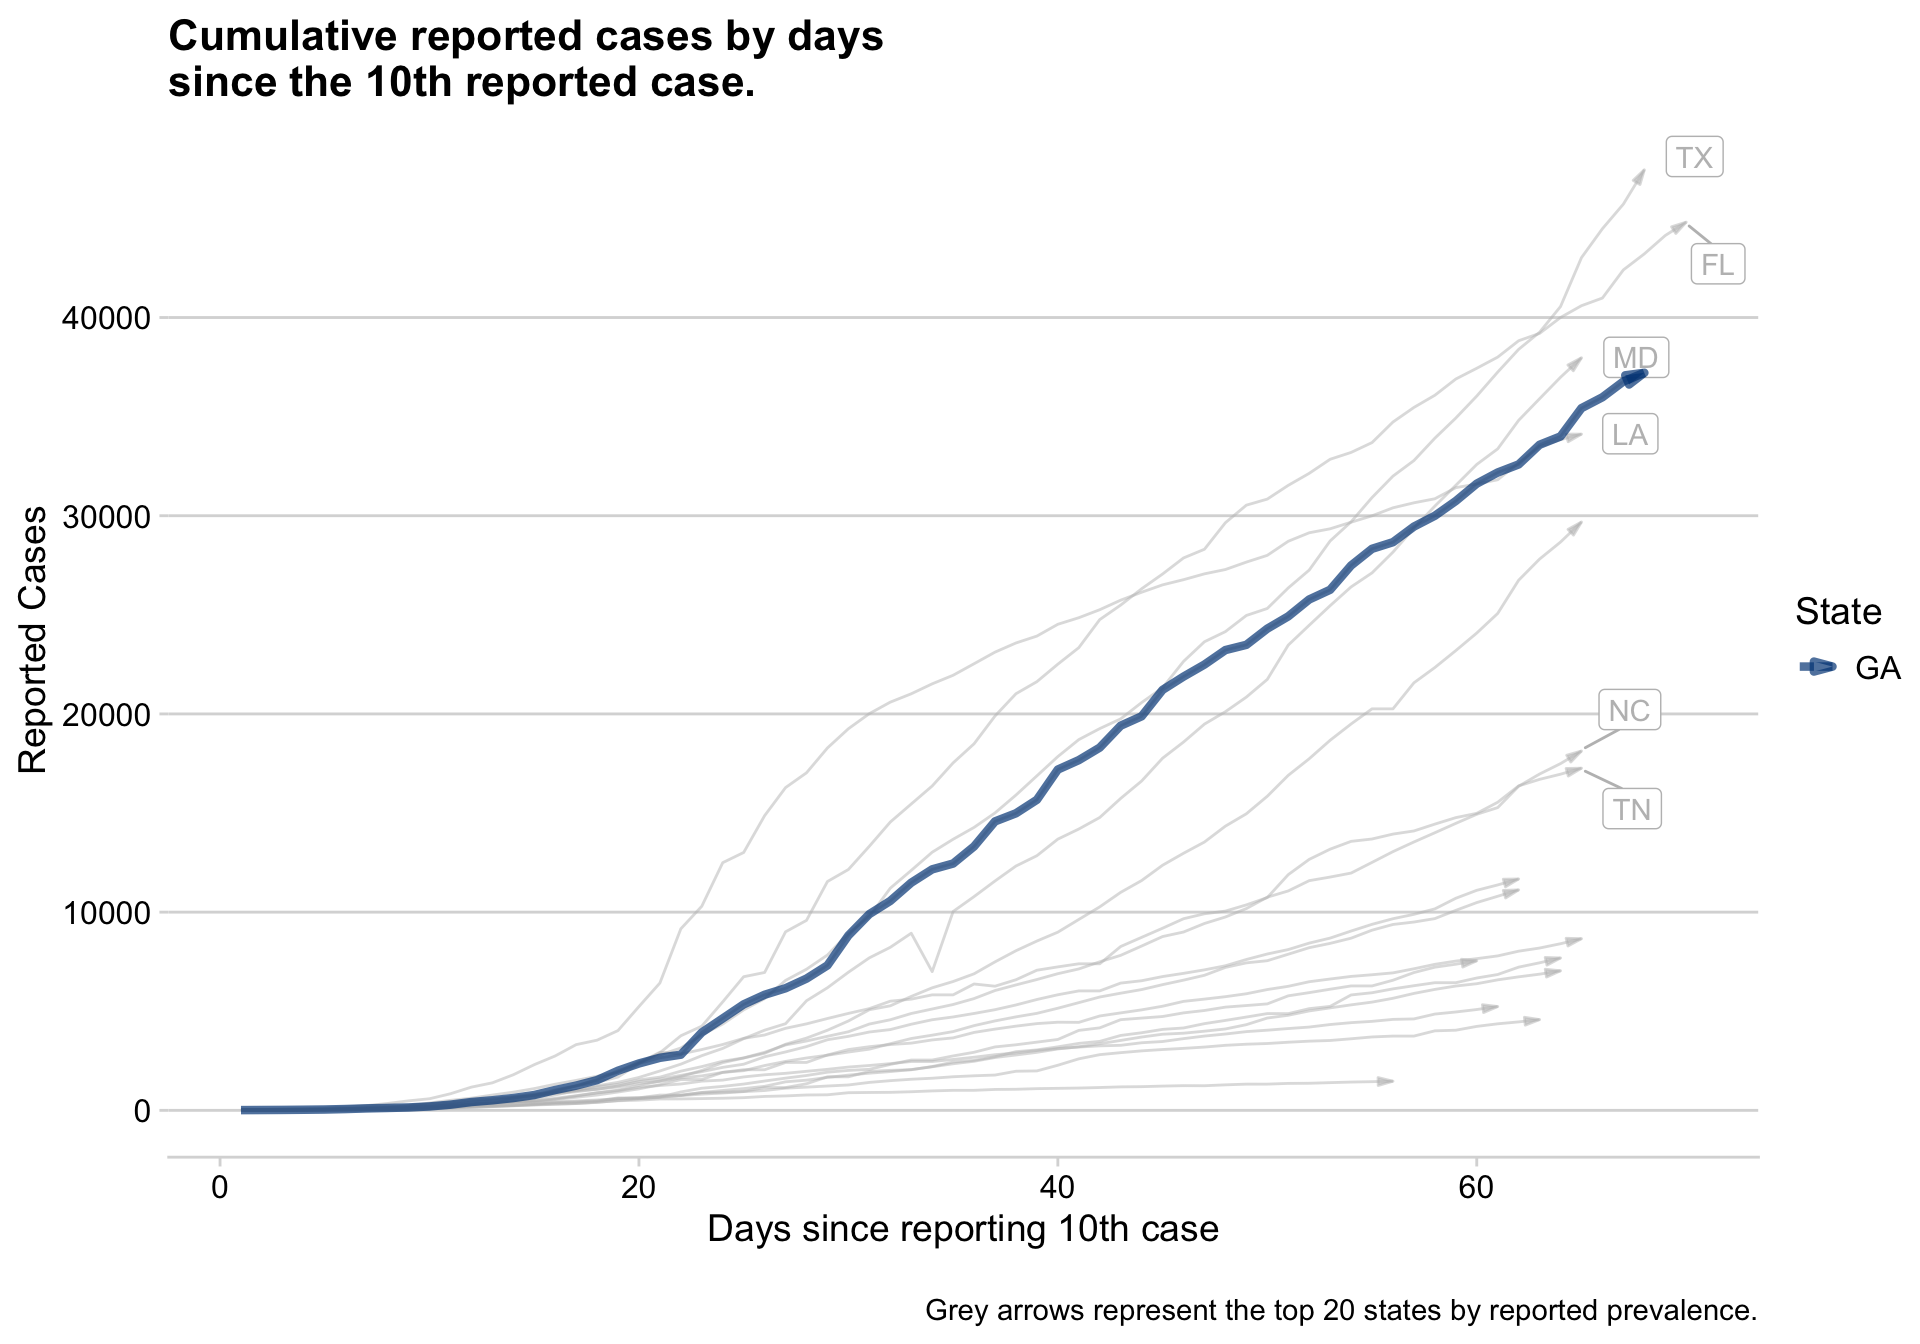 Cumulative reported cases by days
since the 10th reported case.
TX
FL
40000
MD
LA
30000
Reported Cases
State
GA
NC
20000
TN
10000
0
0 20 40 60
Days since reporting 10th case
Grey arrows represent the top 20 states by reported prevalence.